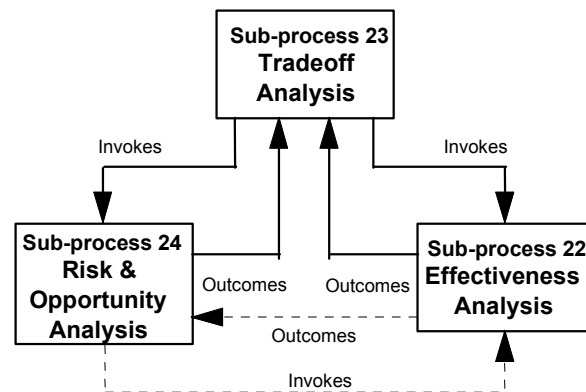 Sub-process 23
Tradeoff
Analysis
Invokes
Invokes
Sub-process 24
Risk &
Opportunity
Analysis
Sub-process 22
Effectiveness
Analysis
Outcomes
Outcomes
Outcomes
Invokes